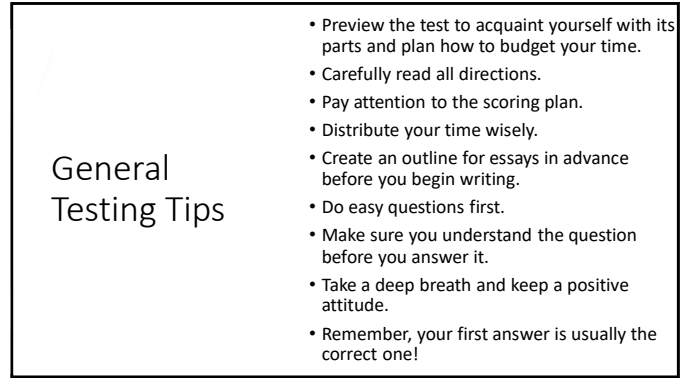 General
Testing Tips
• Preview the test to acquaint yourself with its
parts and plan how to budget your time.
• Carefully read all directions.
• Pay attention to the scoring plan.
• Distribute your time wisely.
• Create an outline for essays in advance
before you begin writing.
• Do easy questions first.
• Make sure you understand the question
before you answer it.
• Take a deep breath and keep a positive
attitude.
• Remember, your first answer is usually the
correct one!